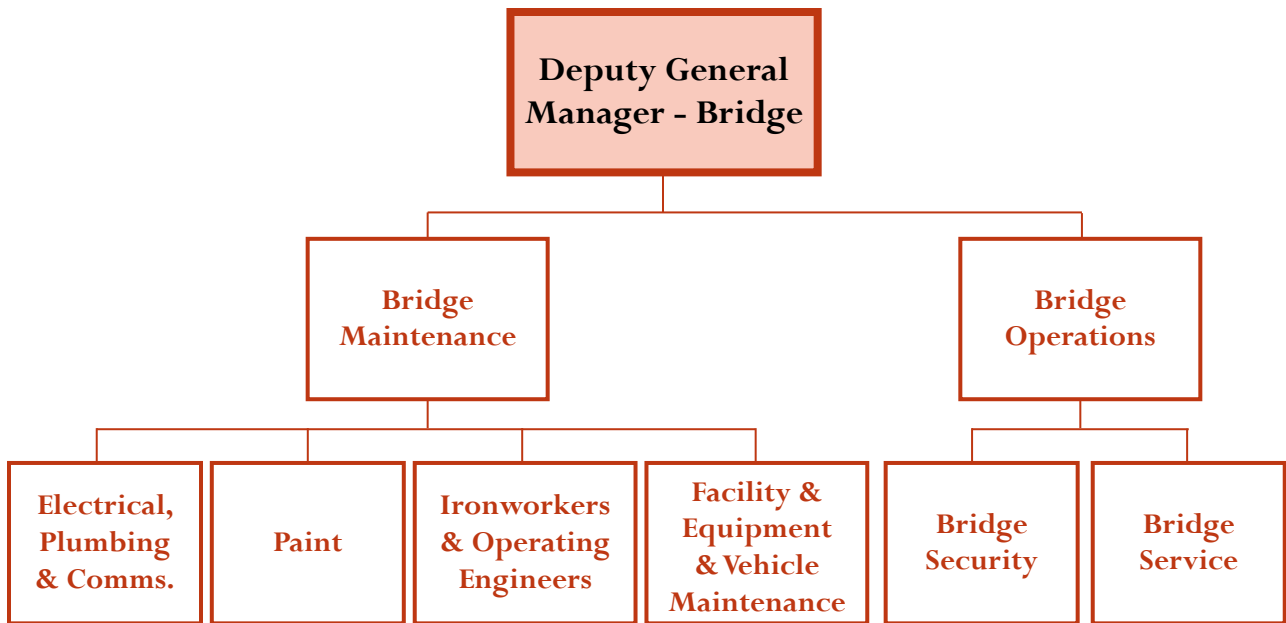 Deputy General
Manager - Bridge
Bridge
Maintenance
Bridge
Operations
Electrical,
Plumbing
& Comms.
Paint
Ironworkers
& Operating
Engineers
Facility &
Equipment
& Vehicle
Maintenance
Bridge
Security
Bridge
Service